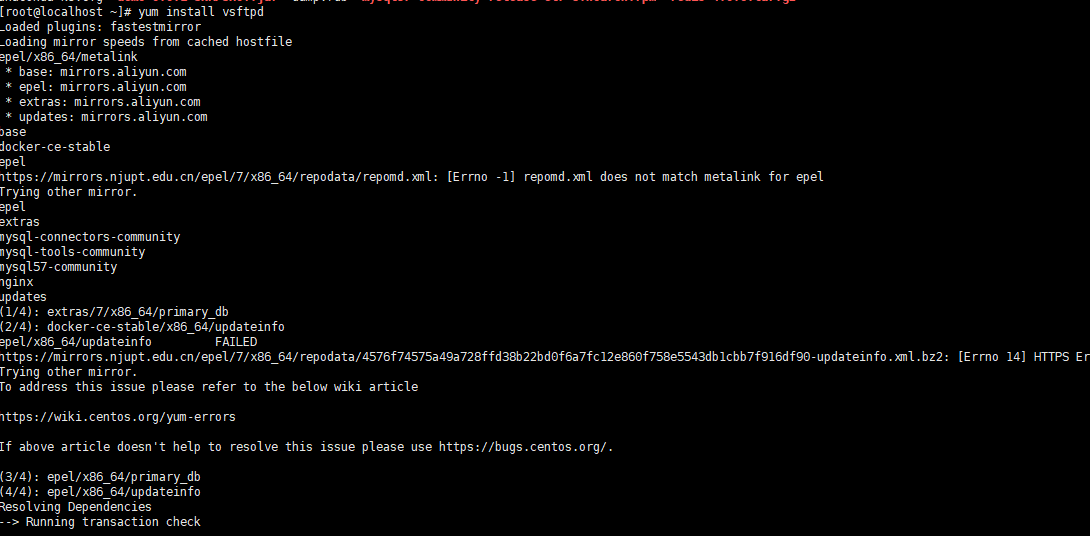 [root@localhost ~]# yum install vsftpd
Loaded plugins: fastestmirror
Loading mirror speeds from cached hostfile
epel/x86_64/metalink
 * base: mirrors.aliyun.com
 * epel: mirrors.aliyun.com
 * extras: mirrors.aliyun.com
 * updates: mirrors.aliyun.com
base
docker-ce-stable
epel
https://mirrors.njupt.edu.cn/epel/7/x86_64/repodata/repomd.xml: [Errno -1] repomd.xml does not match metalink for epel
Trying other mirror.
epel
extras
mysql-connectors-community
mysql-tools-community
mysql57-community
nginx
updates
(1/4): extras/7/x86_64/primary_db
(2/4): docker-ce-stable/x86_64/updateinfo
epel/x86_64/updateinfo         FAILED
https://mirrors.njupt.edu.cn/epel/7/x86_64/repodata/4576f74575a49a728ffd38b22bd0f6a7fc12e860f758e5543db1cbb7f916df90-updateinfo.xml.bz2: [Errno 14] HTTPS Er
Trying other mirror.
To address this issue please refer to the below wiki article
https://wiki.centos.org/yum-errors
If above article doesn't help to resolve this issue please use https://bugs.centos.org/.
(3/4): epel/x86_64/primary_db
(4/4): epel/x86_64/updateinfo
Resolving Dependencies
--> Running transaction check